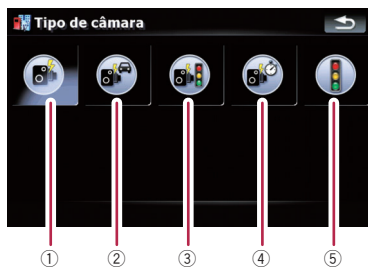 Tipo de câmara
① ② ③ ④ ⑤